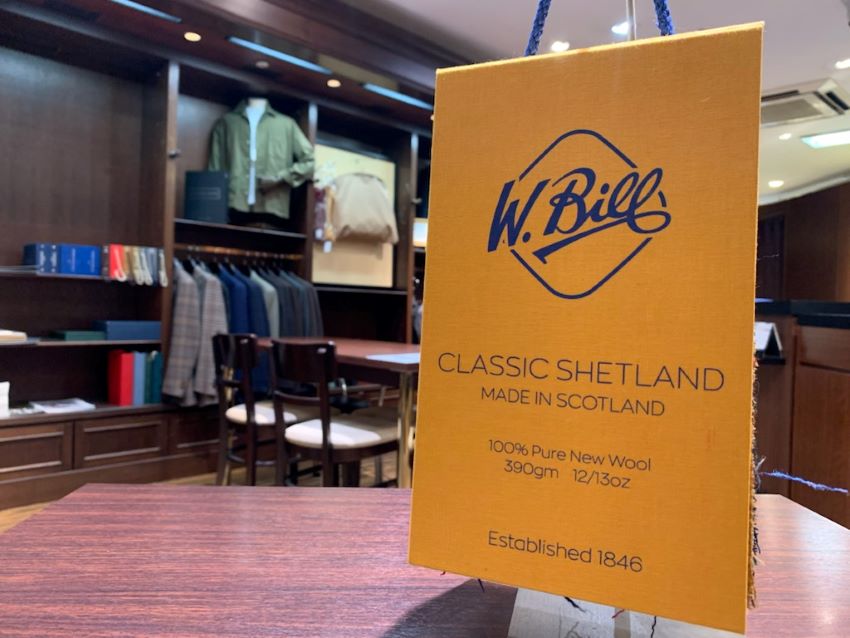 W. Bill
CLASSIC SHETLAND
MADE IN SCOTLAND
100% Pure New Wool
390gm 12/13oz
Established 1846